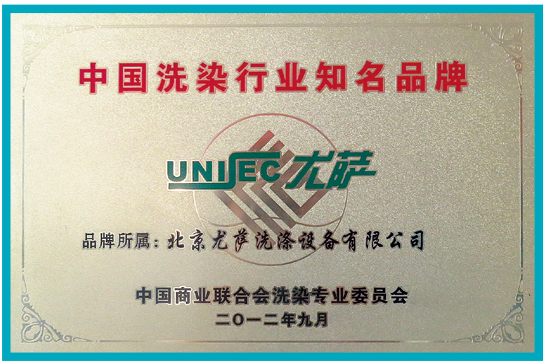 中国洗染行业知名品牌
UNISEC尤萨
品牌所属：北京尤萨洗涤设备有限公司
中国商业联合会洗染专业委员会
二〇一二年九月